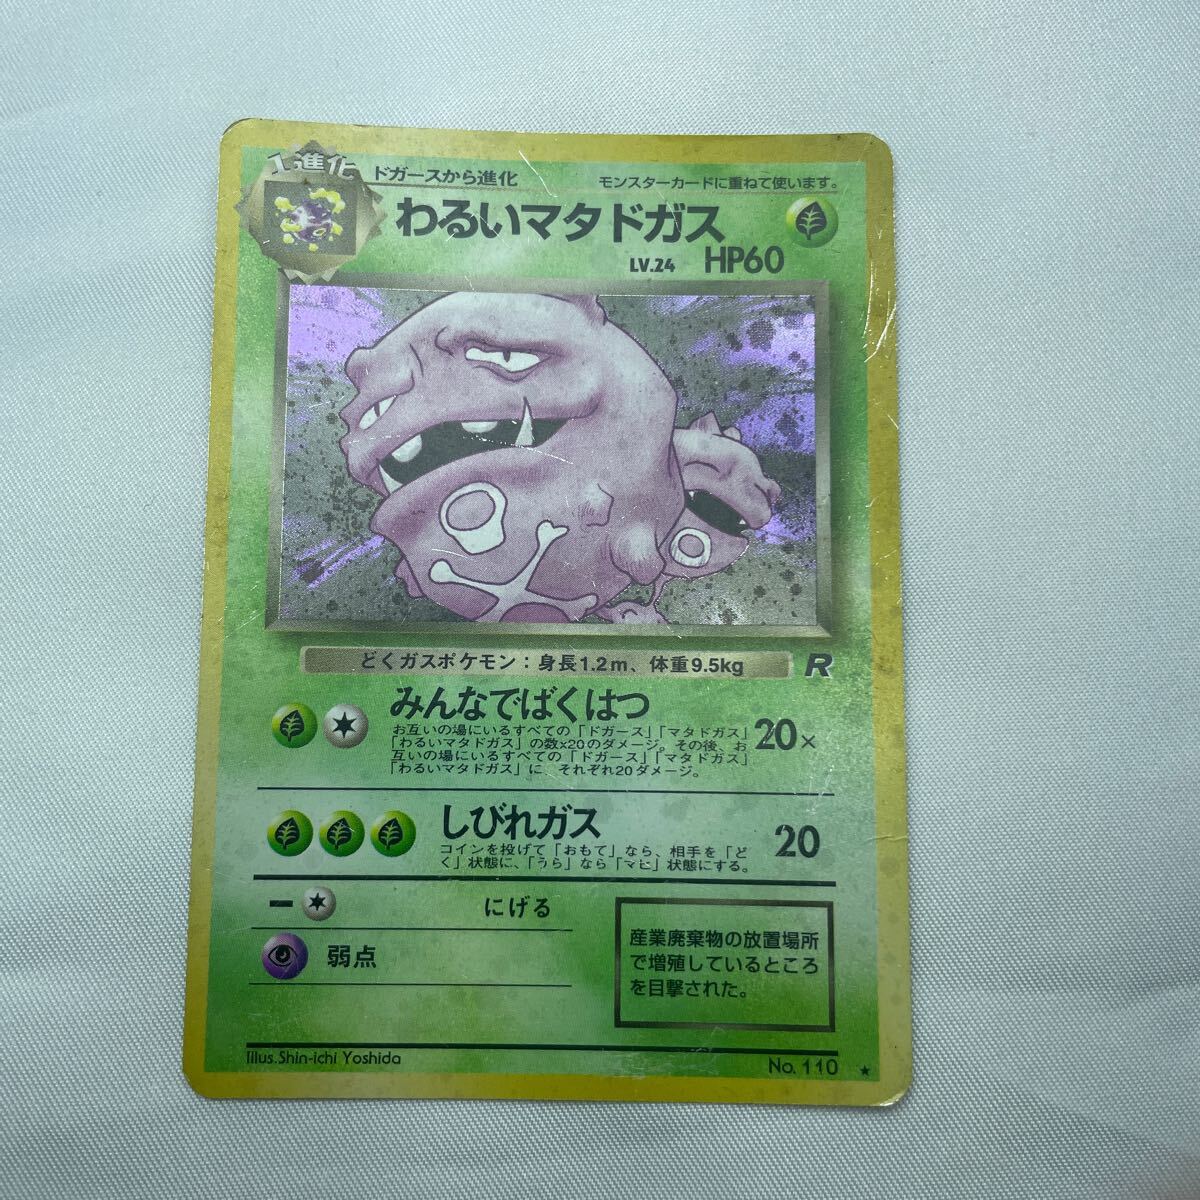 1進化
ドガースから進化
モンスターカードに重ねて使います。
わるいマタドガス
LV.24 HP60
どくガスポケモン：身長1.2m、体重9.5kg
R
みんなでばくはつ
お互いの場にいるすべての「ドガース」「マタドガス」
「わるいマタドガス」の数x20のダメージ。その後、お
互いの場にいるすべての「ドガース」「マタドガス」
「わるいマタドガス」に、それぞれ20ダメージ。
20×
しびれガス
コインを投げて「おもて」なら、相手を「ど
く」状態に、「うら」なら「マヒ」状態にする。
20
にげる
弱点
産業廃棄物の放置場所
で増殖しているところ
を目撃された。
Illus.Shin-ichi Yoshida
No. 110 ★